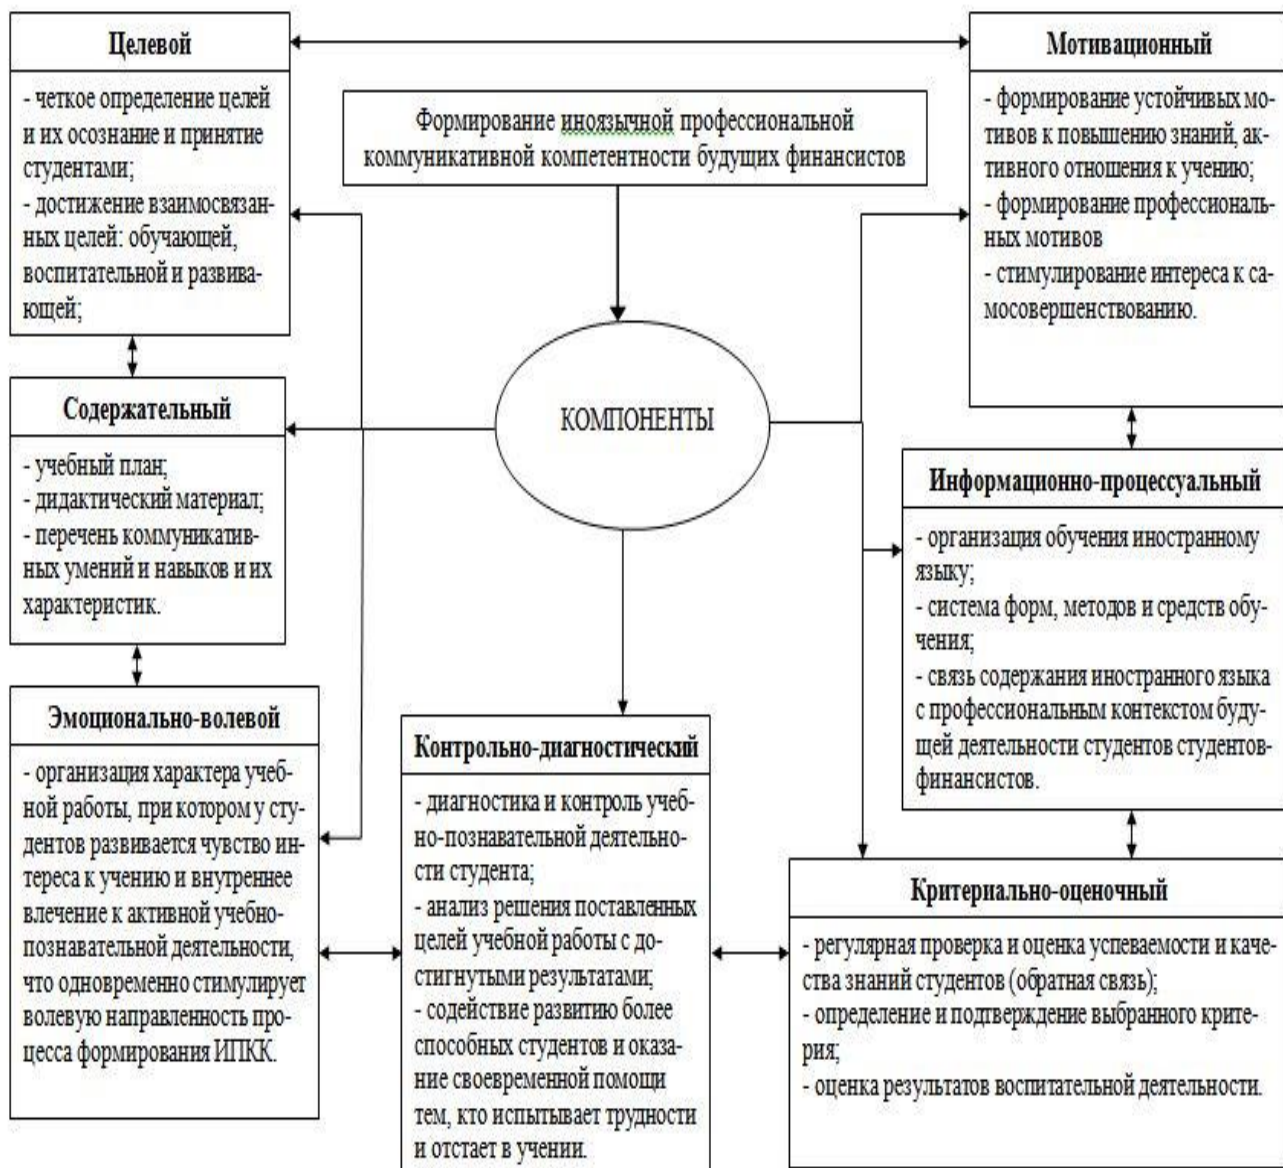 Целевой
- четкое определение целей
и их осознание и принятие
студентами;
- достижение взаимосвязан-
ных целей: обучающей,
воспитательной и развива-
ющей;
Формирование иноязычной профессиональной
коммуникативной компетентности будущих финансистов
Мотивационный
- формирование устойчивых мо-
тивов к повышению знаний, ак-
тивного отношения к учению;
- формирование профессиональ-
ных мотивов
- стимулирование интереса к са-
мосовершенствованию.
КОМПОНЕНТЫ
Содержательный
- учебный план;
- дидактический материал;
- перечень коммуникатив-
ных умений и навыков и их
характеристик.
Информационно-процессуальный
- организация обучения иностранному
языку;
- система форм, методов и средств обу-
чения;
- связь содержания иностранного языка
с профессиональным контекстом буду-
щей деятельности студентов студентов-
финансистов.
Эмоционально-волевой
- организация характера учеб-
ной работы, при котором у сту-
дентов развивается чувство ин-
тереса к учению и внутреннее
влечение к активной учебно-
познавательной деятельности,
что одновременно стимулирует
волевую направленность про-
цесса формирования ИПКК.
Контрольно-диагностический
- диагностика и контроль учеб-
но-познавательной деятельно-
сти студента;
- анализ решения поставленных
целей учебной работы с до-
стигнутыми результатами;
- содействие развитию более
способных студентов и оказа-
ние своевременной помощи
тем, кто испытывает трудности
и отстает в учении.
Критериально-оценочный
- регулярная проверка и оценка успеваемости и каче-
ства знаний студентов (обратная связь);
- определение и подтверждение выбранного крите-
рия;
- оценка результатов воспитательной деятельности.